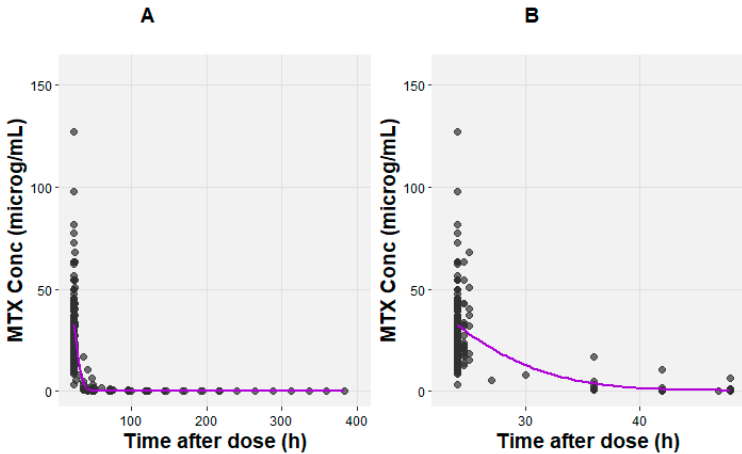 A
MTX Conc (microg/mL)
150
100
50
0
100
200
300
400
Time after dose (h)
B
MTX Conc (microg/mL)
150
100
50
0
30
40
Time after dose (h)